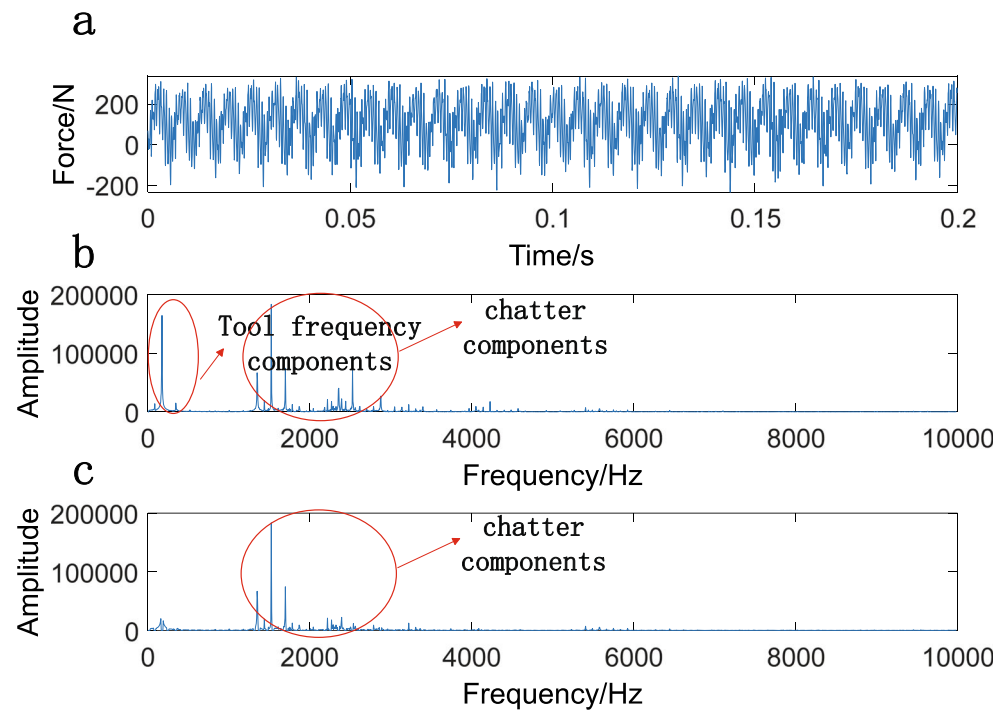 a
Force/N
200
0
-200
0 0.05 0.1 0.15 0.2
Time/s
b
Amplitude
200000
100000
0
Tool frequency
components
chatter
components
0 2000 4000 6000 8000 10000
Frequency/Hz
c
Amplitude
200000
100000
0
chatter
components
0 2000 4000 6000 8000 10000
Frequency/Hz